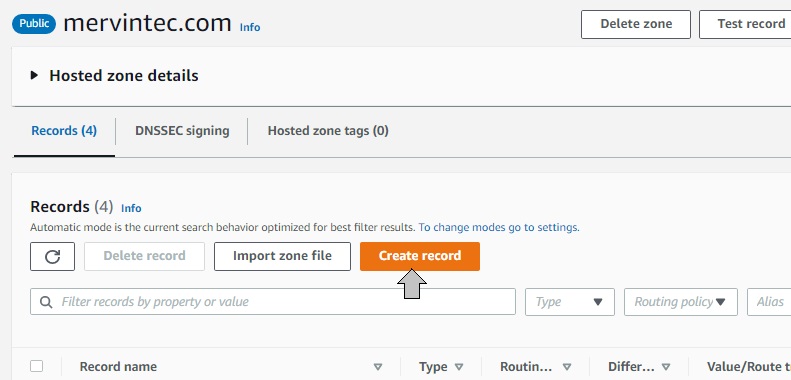 Public mervintec.com Info Delete zone Test record
Hosted zone details
Records (4) DNSSEC signing Hosted zone tags (0)
Records (4) Info
Automatic mode is the current search behavior optimized for best filter results. To change modes go to settings.
Delete record Import zone file Create record
Filter records by property or value Type Routing policy Alias
Record name Type Routin... Differ... Value/Route t